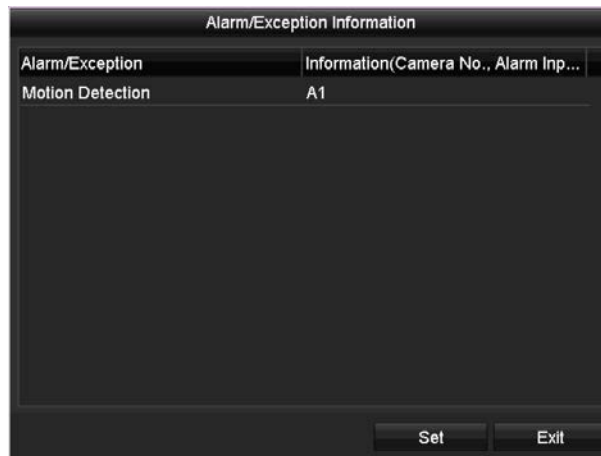 Alarm/Exception Information
Alarm/Exception Information(Camera No., Alarm Inp...
Motion Detection A1
Set Exit